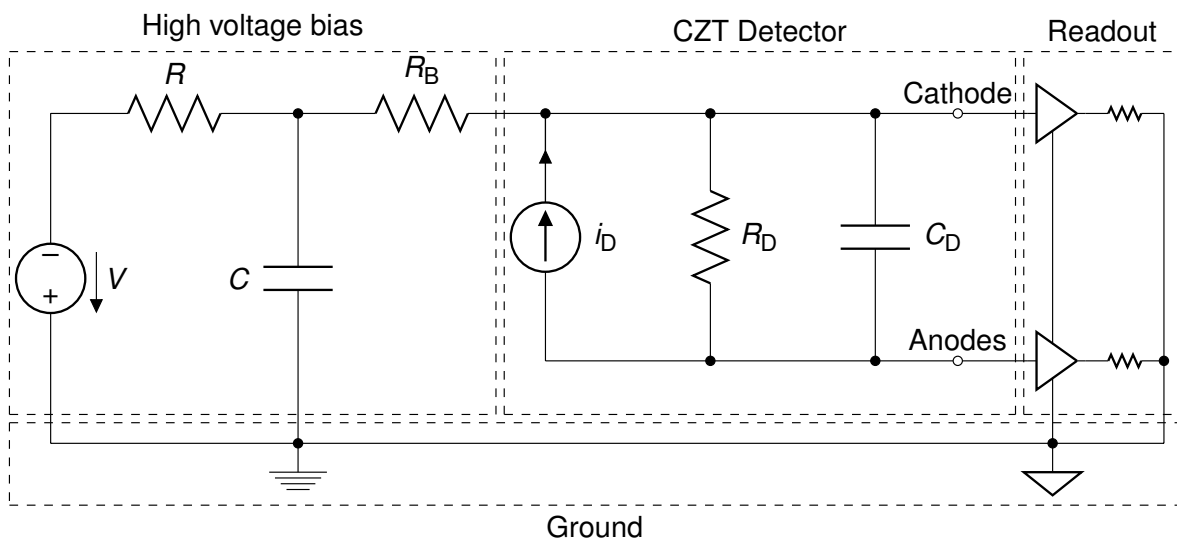 High voltage bias
CZT Detector
Readout
R
R_B
Cathode
−
+
V
C
i_D
R_D
C_D
Anodes
Ground